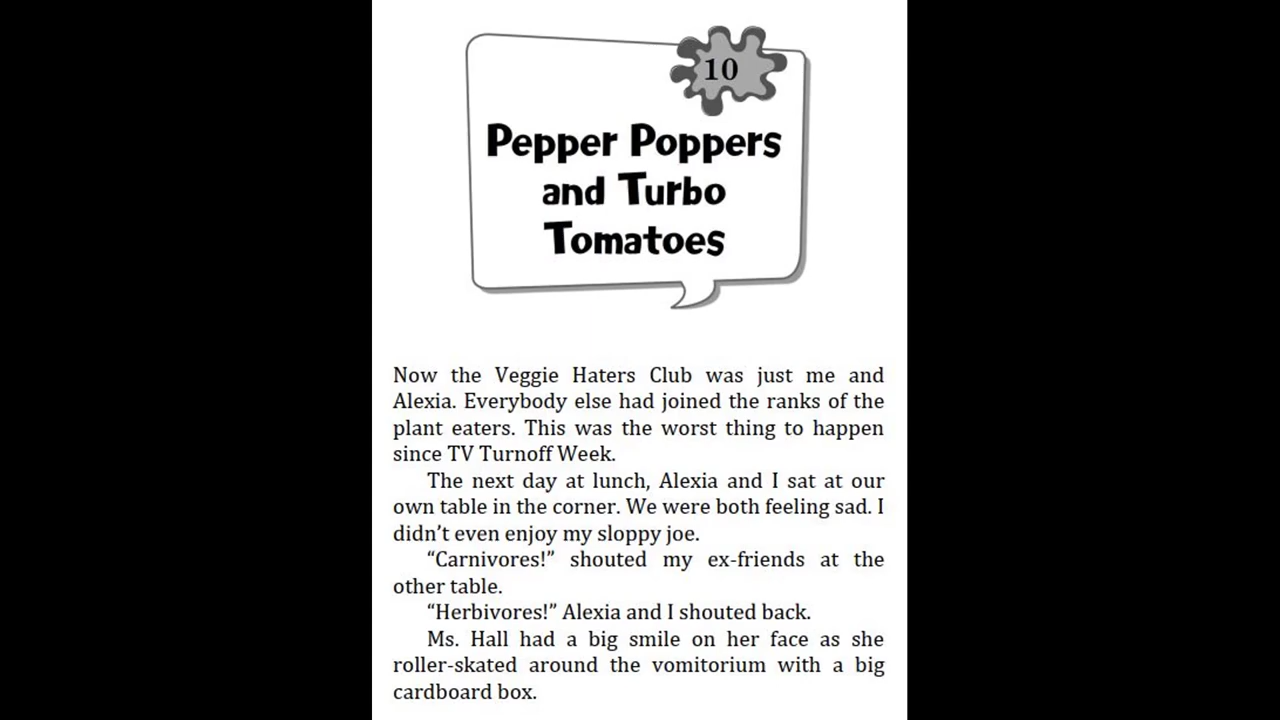 10
Pepper Poppers
and Turbo
Tomatoes
Now the Veggie Haters Club was just me and
Alexia. Everybody else had joined the ranks of the
plant eaters. This was the worst thing to happen
since TV Turnoff Week.
The next day at lunch, Alexia and I sat at our
own table in the corner. We were both feeling sad. I
didn’t even enjoy my sloppy joe.
“Carnivores!” shouted my ex-friends at the
other table.
“Herbivores!” Alexia and I shouted back.
Ms. Hall had a big smile on her face as she
roller-skated around the vomitorium with a big
cardboard box.